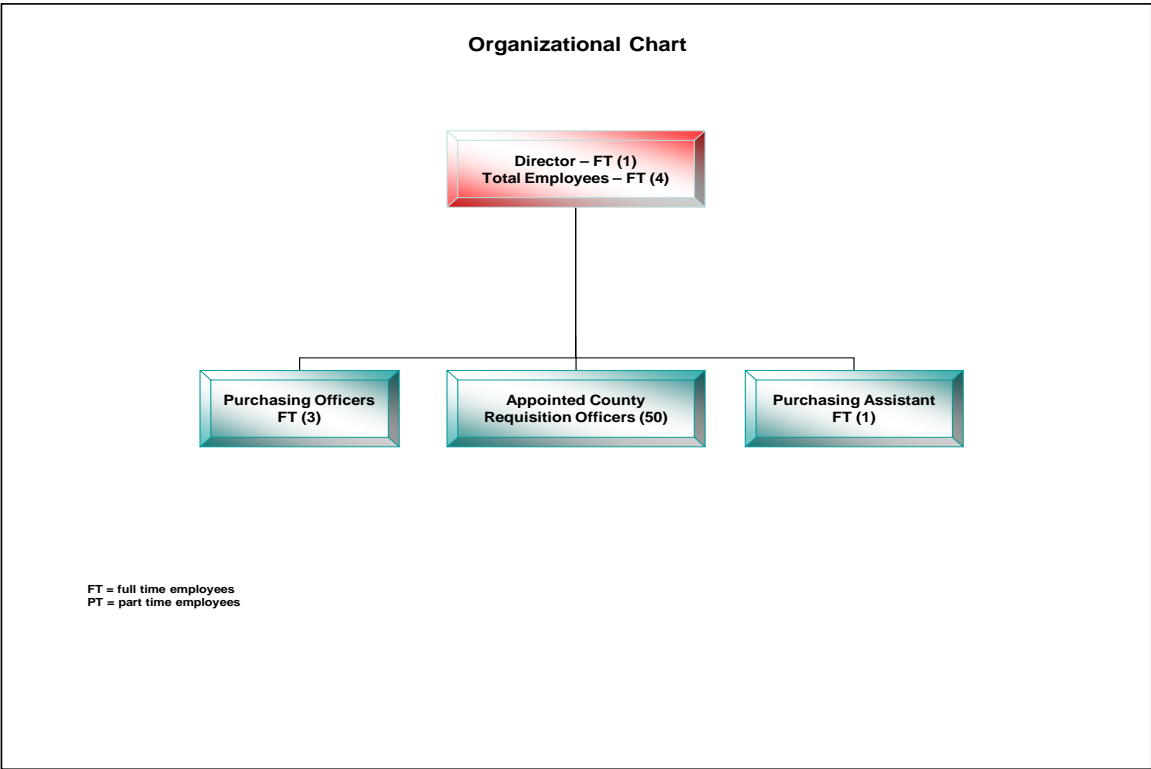 Organizational Chart
Director – FT (1)
Total Employees – FT (4)
Purchasing Officers
FT (3)
Appointed County
Requisition Officers (50)
Purchasing Assistant
FT (1)
FT = full time employees
PT = part time employees